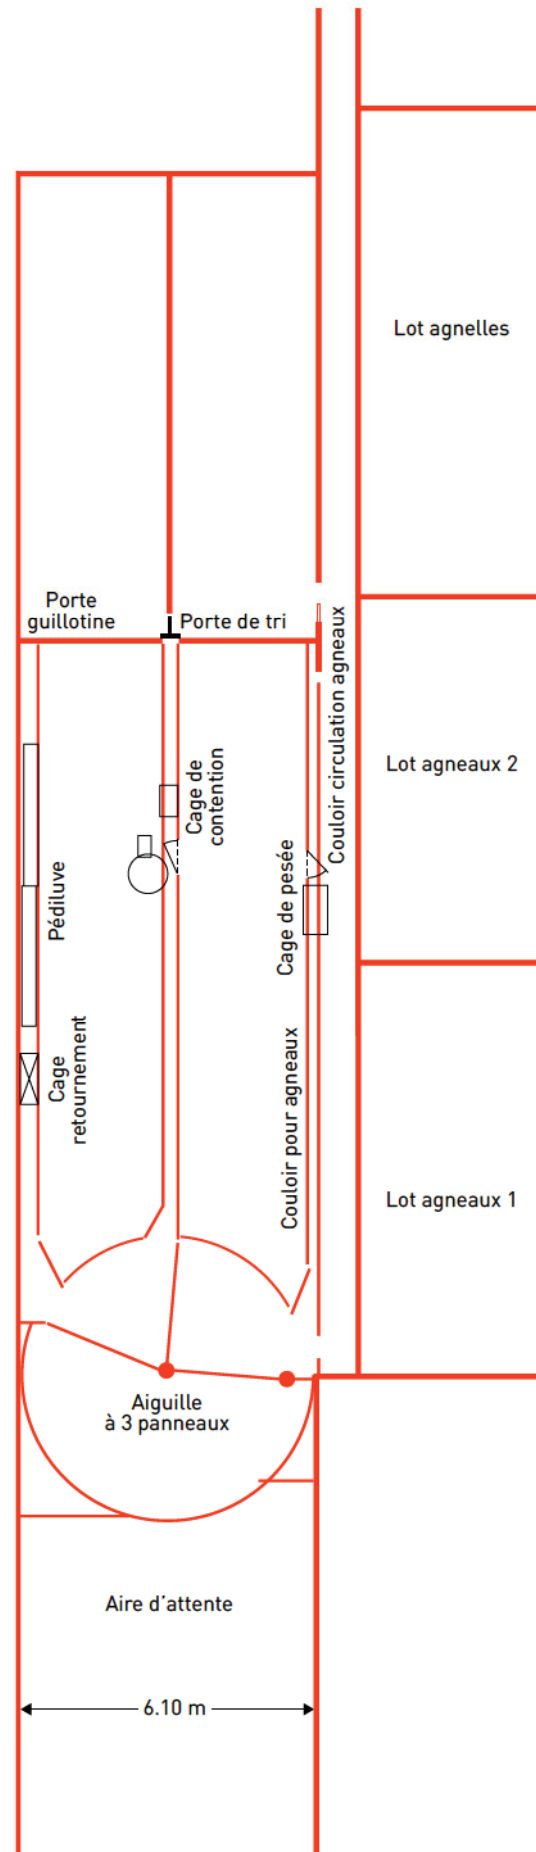 Lot agnelles
Porte
guillotine
Porte de tri
Couloir circulation agneaux
Cage de
contention
Lot agneaux 2
Pédiluve
Cage de pesée
Cage
retournement
Couloir pour agneaux
Lot agneaux 1
Aiguille
à 3 panneaux
Aire d'attente
6.10 m